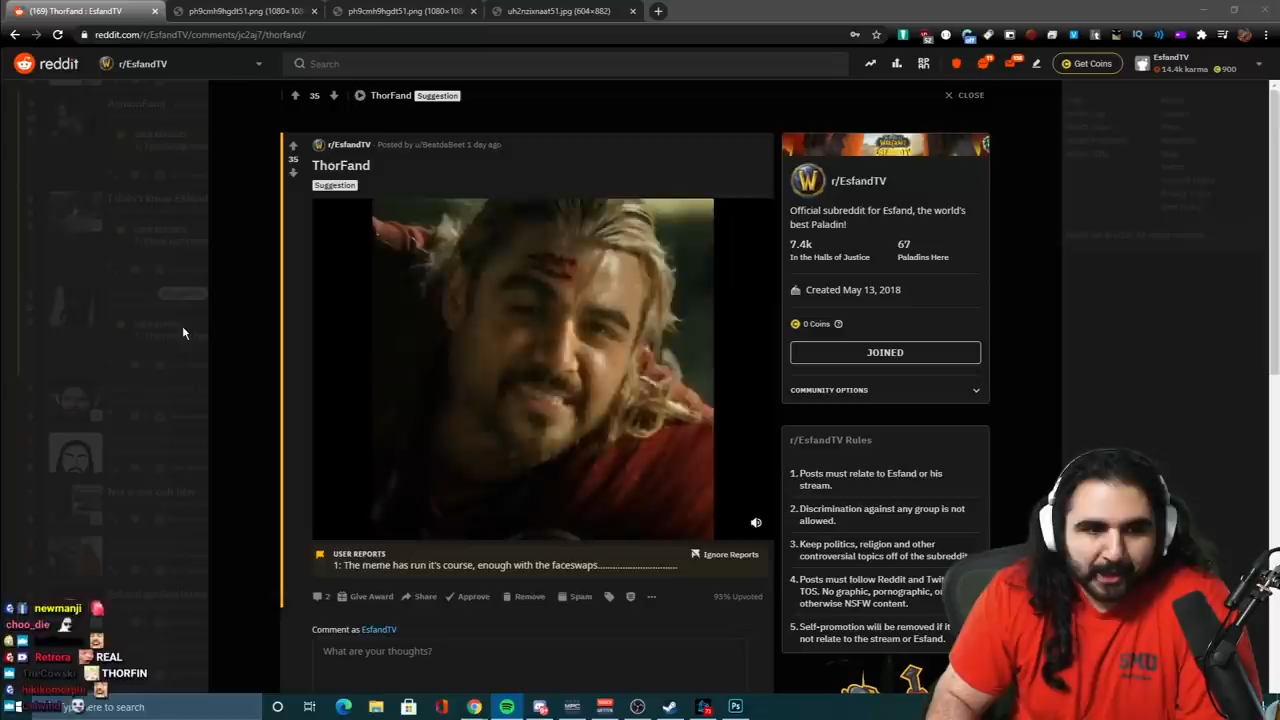 (169) ThorFand : EsfandTV
ph9cmh9hgdt51.png (1080×108
ph9cmh9hgdt51.png (1080×108
uh2nzixnaat51.jpg (604×882)
reddit.com/r/EsfandTV/comments/jc2aj7/thorfand/
reddit
r/EsfandTV
Search
Get Coins
EsfandTV
14.4k karma
900
35
ThorFand
Suggestion
CLOSE
35
r/EsfandTV · Posted by u/BeatdaBeet 1 day ago
ThorFand
Suggestion
USER REPORTS
Ignore Reports
1: The meme has run it's course, enough with the faceswaps..............................
2
Give Award
Share
Approve
Remove
Spam
93% Upvoted
Comment as EsfandTV
What are your thoughts?
r/EsfandTV
Official subreddit for Esfand, the world's
best Paladin!
7.4k
67
In the Halls of Justice
Paladins Here
Created May 13, 2018
0 Coins
JOINED
COMMUNITY OPTIONS
r/EsfandTV Rules
1. Posts must relate to Esfand or his
stream.
2. Discrimination against any group is not
allowed.
3. Keep politics, religion and other
controversial topics off of the subreddit
4. Posts must follow Reddit and Twit
TOS. No graphic, pornographic, or
otherwise NSFW content.
5. Self-promotion will be removed if it
not relate to the stream or Esfand.
newmanji
choo_die
Retrora
REAL
TheCowski
THORFIN
hikikomorphi
here to search
SMU